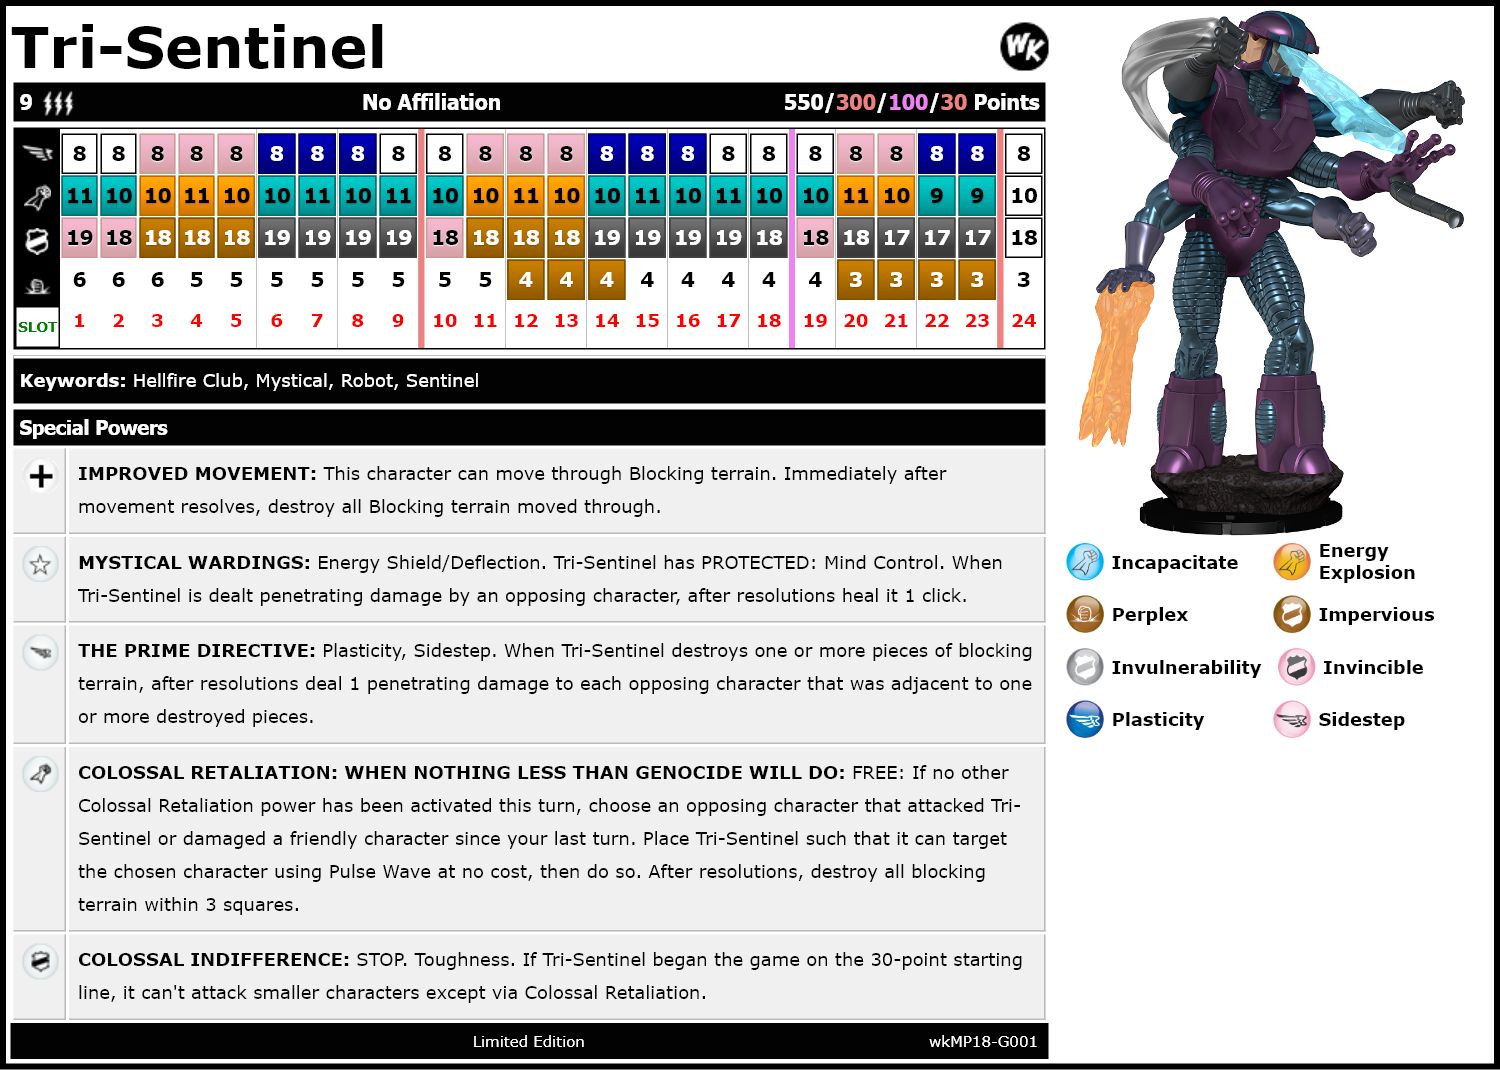 Tri-Sentinel
WK
9 No Affiliation 550/300/100/30 Points
8 8 8 8 8 8 8 8 8 8 8 8 8 8 8 8 8 8 8 8 8 8 8 8
11 10 10 11 10 10 11 10 11 10 10 11 10 10 11 10 11 10 10 11 10 9 9 10
19 18 18 18 18 19 19 19 19 18 18 18 18 19 19 19 19 18 18 18 17 17 17 18
6 6 6 5 5 5 5 5 5 5 5 4 4 4 4 4 4 4 4 3 3 3 3 3
SLOT 1 2 3 4 5 6 7 8 9 10 11 12 13 14 15 16 17 18 19 20 21 22 23 24
Keywords: Hellfire Club, Mystical, Robot, Sentinel
Special Powers
IMPROVED MOVEMENT: This character can move through Blocking terrain. Immediately after
movement resolves, destroy all Blocking terrain moved through.
MYSTICAL WARDINGS: Energy Shield/Deflection. Tri-Sentinel has PROTECTED: Mind Control. When
Tri-Sentinel is dealt penetrating damage by an opposing character, after resolutions heal it 1 click.
THE PRIME DIRECTIVE: Plasticity, Sidestep. When Tri-Sentinel destroys one or more pieces of blocking
terrain, after resolutions deal 1 penetrating damage to each opposing character that was adjacent to one
or more destroyed pieces.
COLOSSAL RETALIATION: WHEN NOTHING LESS THAN GENOCIDE WILL DO: FREE: If no other
Colossal Retaliation power has been activated this turn, choose an opposing character that attacked Tri-
Sentinel or damaged a friendly character since your last turn. Place Tri-Sentinel such that it can target
the chosen character using Pulse Wave at no cost, then do so. After resolutions, destroy all blocking
terrain within 3 squares.
COLOSSAL INDIFFERENCE: STOP. Toughness. If Tri-Sentinel began the game on the 30-point starting
line, it can't attack smaller characters except via Colossal Retaliation.
Limited Edition wkMP18-G001
Incapacitate
Energy
Explosion
Perplex
Impervious
Invulnerability
Invincible
Plasticity
Sidestep